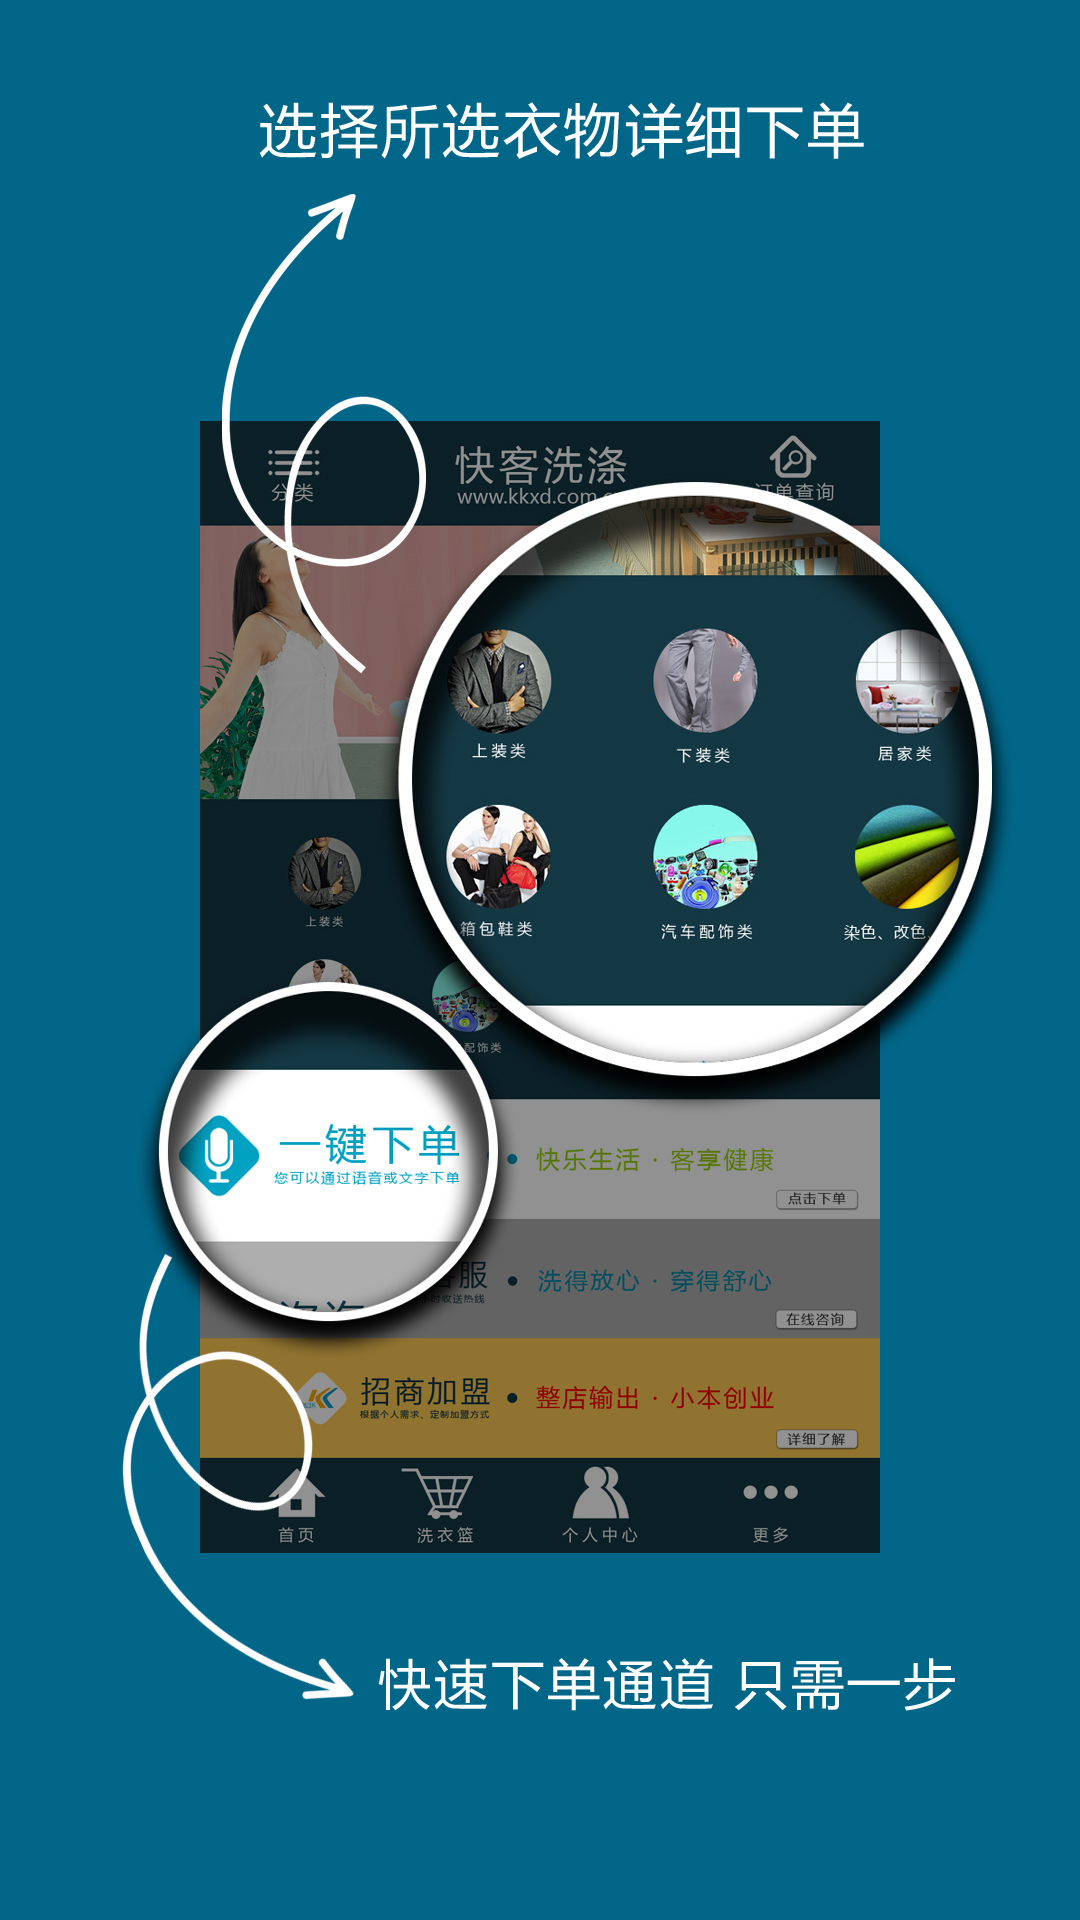 选择所选衣物详细下单
分类
快客洗涤
www.kkxd.com
订单查询
上装类
下装类
居家类
箱包鞋类
汽车配饰类
染色、改色
上装类
配饰类
一键下单
您可以通过语音或文字下单
快乐生活 · 客享健康
点击下单
客服
小时收送热线
洗得放心 · 穿得舒心
在线咨询
招商加盟
根据个人需求、定制加盟方式
整店输出 · 小本创业
详细了解
首页
洗衣篮
个人中心
更多
快速下单通道 只需一步